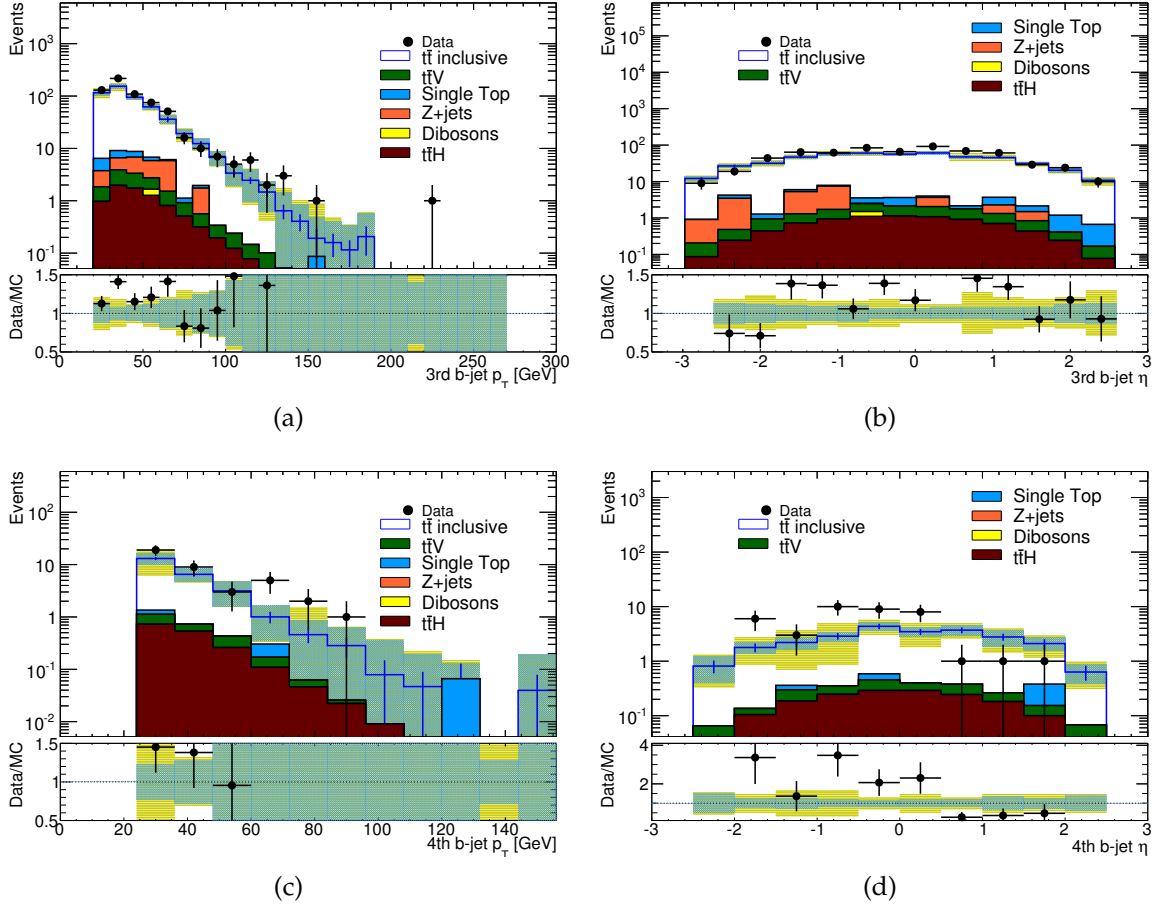 Events
10³
10²
10
1
10⁻¹
Data
tt̄ inclusive
tt̄V
Single Top
Z+jets
Dibosons
tt̄H
Data/MC
1.5
1
0.5
0 50 100 150 200 250 300
3rd b-jet p_T [GeV]
(a)
Events
10⁵
10⁴
10³
10²
10
1
10⁻¹
Data
tt̄ inclusive
tt̄V
Single Top
Z+jets
Dibosons
tt̄H
Data/MC
1.5
1
0.5
-3 -2 -1 0 1 2 3
3rd b-jet η
(b)
Events
10²
10
1
10⁻¹
10⁻²
Data
tt̄ inclusive
tt̄V
Single Top
Z+jets
Dibosons
tt̄H
Data/MC
1.5
1
0.5
0 20 40 60 80 100 120 140
4th b-jet p_T [GeV]
(c)
Events
10³
10²
10
1
10⁻¹
Data
tt̄ inclusive
tt̄V
Single Top
Z+jets
Dibosons
tt̄H
Data/MC
4
2
-3 -2 -1 0 1 2 3
4th b-jet η
(d)